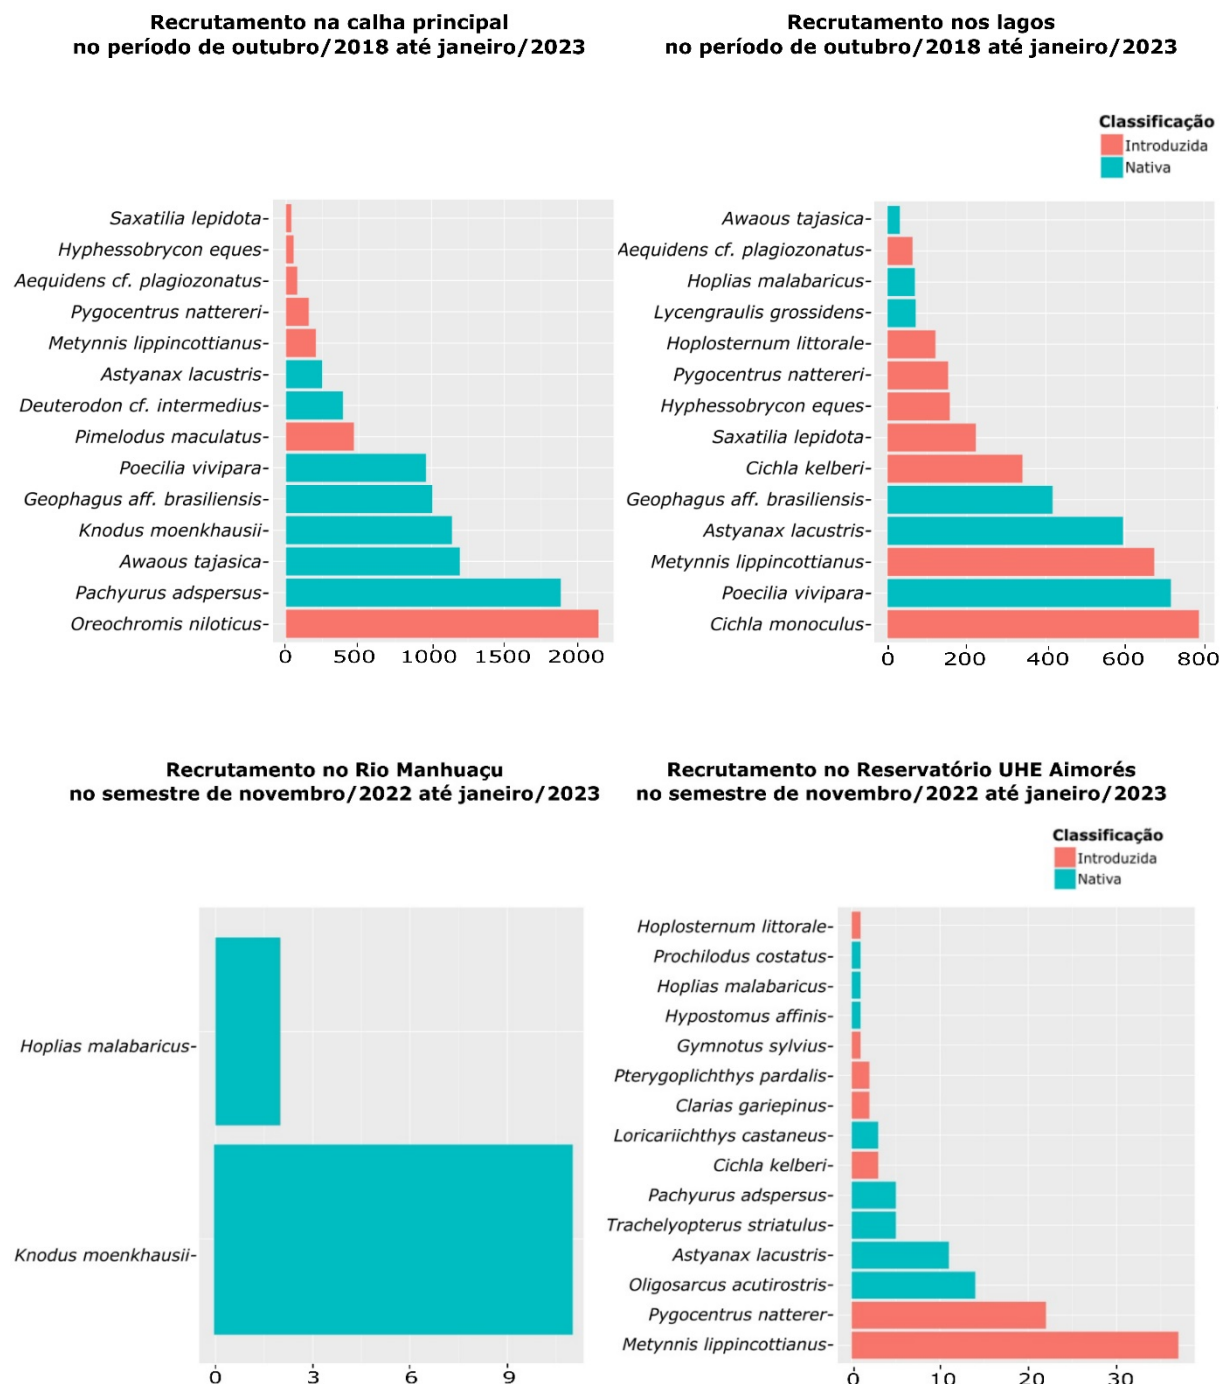 Recrutamento na calha principal
no período de outubro/2018 até janeiro/2023
Saxatilia lepidota-
Hyphessobrycon eques-
Aequidens cf. plagiozonatus-
Pygocentrus nattereri-
Metynnis lippincottianus-
Astyanax lacustris-
Deuterodon cf. intermedius-
Pimelodus maculatus-
Poecilia vivipara-
Geophagus aff. brasiliensis-
Knodus moenkhausii-
Awaous tajasica-
Pachyurus adspersus-
Oreochromis niloticus-
0 500 1000 1500 2000
Recrutamento nos lagos
no período de outubro/2018 até janeiro/2023
Classificação
Introduzida
Nativa
Awaous tajasica-
Aequidens cf. plagiozonatus-
Hoplias malabaricus-
Lycengraulis grossidens-
Hoplosternum littorale-
Pygocentrus nattereri-
Hyphessobrycon eques-
Saxatilia lepidota-
Cichla kelberi-
Geophagus aff. brasiliensis-
Astyanax lacustris-
Metynnis lippincottianus-
Poecilia vivipara-
Cichla monoculus-
0 200 400 600 800
Recrutamento no Rio Manhuaçu
no semestre de novembro/2022 até janeiro/2023
Hoplias malabaricus-
Knodus moenkhausii-
0 3 6 9
Recrutamento no Reservatório UHE Aimorés
no semestre de novembro/2022 até janeiro/2023
Classificação
Introduzida
Nativa
Hoplosternum littorale-
Prochilodus costatus-
Hoplias malabaricus-
Hypostomus affinis-
Gymnotus sylvius-
Pterygoplichthys pardalis-
Clarias gariepinus-
Loricariichthys castaneus-
Cichla kelberi-
Pachyurus adspersus-
Trachelyopterus striatulus-
Astyanax lacustris-
Oligosarcus acutirostris-
Pygocentrus natterer-
Metynnis lippincottianus-
0 10 20 30